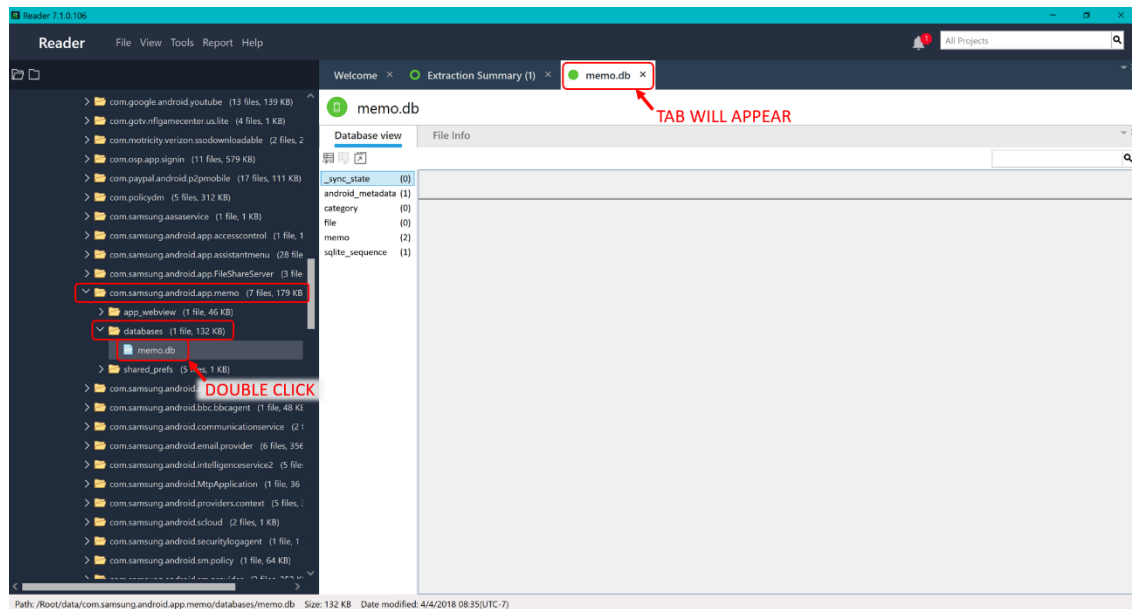 Reader 7.1.0.106
Reader File View Tools Report Help
1
All Projects
Welcome × Extraction Summary (1) × memo.db ×
TAB WILL APPEAR
memo.db
Database view File Info
_sync_state (0)
android_metadata (1)
category (0)
file (0)
memo (2)
sqlite_sequence (1)
com.google.android.youtube (13 files, 139 KB)
com.gotv.nflgamecenter.us.lite (4 files, 1 KB)
com.motricity.verizon.ssodownloadable (2 files, 2
com.osp.app.signin (11 files, 579 KB)
com.paypal.android.p2pmobile (17 files, 111 KB)
com.policydm (5 files, 312 KB)
com.samsung.aasaservice (1 file, 1 KB)
com.samsung.android.app.accesscontrol (1 file, 1
com.samsung.android.app.assistantmenu (28 file
com.samsung.android.app.FileShareServer (3 file
com.samsung.android.app.memo (7 files, 179 KB
app_webview (1 file, 46 KB)
databases (1 file, 132 KB)
memo.db
shared_prefs (5 files, 1 KB)
DOUBLE CLICK
com.samsung.android.
com.samsung.android.bbc.bbcagent (1 file, 48 KE
com.samsung.android.communicationservice (2 f
com.samsung.android.email.provider (6 files, 356
com.samsung.android.intelligenceservice2 (5 file
com.samsung.android.MtpApplication (1 file, 36
com.samsung.android.providers.context (5 files,
com.samsung.android.scloud (2 files, 1 KB)
com.samsung.android.securitylogagent (1 file, 1
com.samsung.android.sm.policy (1 file, 64 KB)
Path: /Root/data/com.samsung.android.app.memo/databases/memo.db Size: 132 KB Date modified: 4/4/2018 08:35(UTC-7)